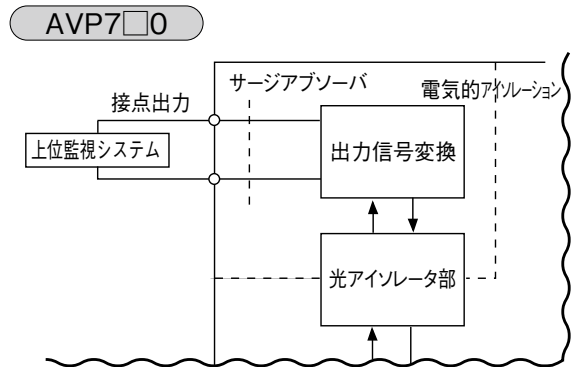 AVP7□0
サージアブソーバ
電気的アイソレーション
接点出力
上位監視システム
出力信号変換
光アイソレータ部